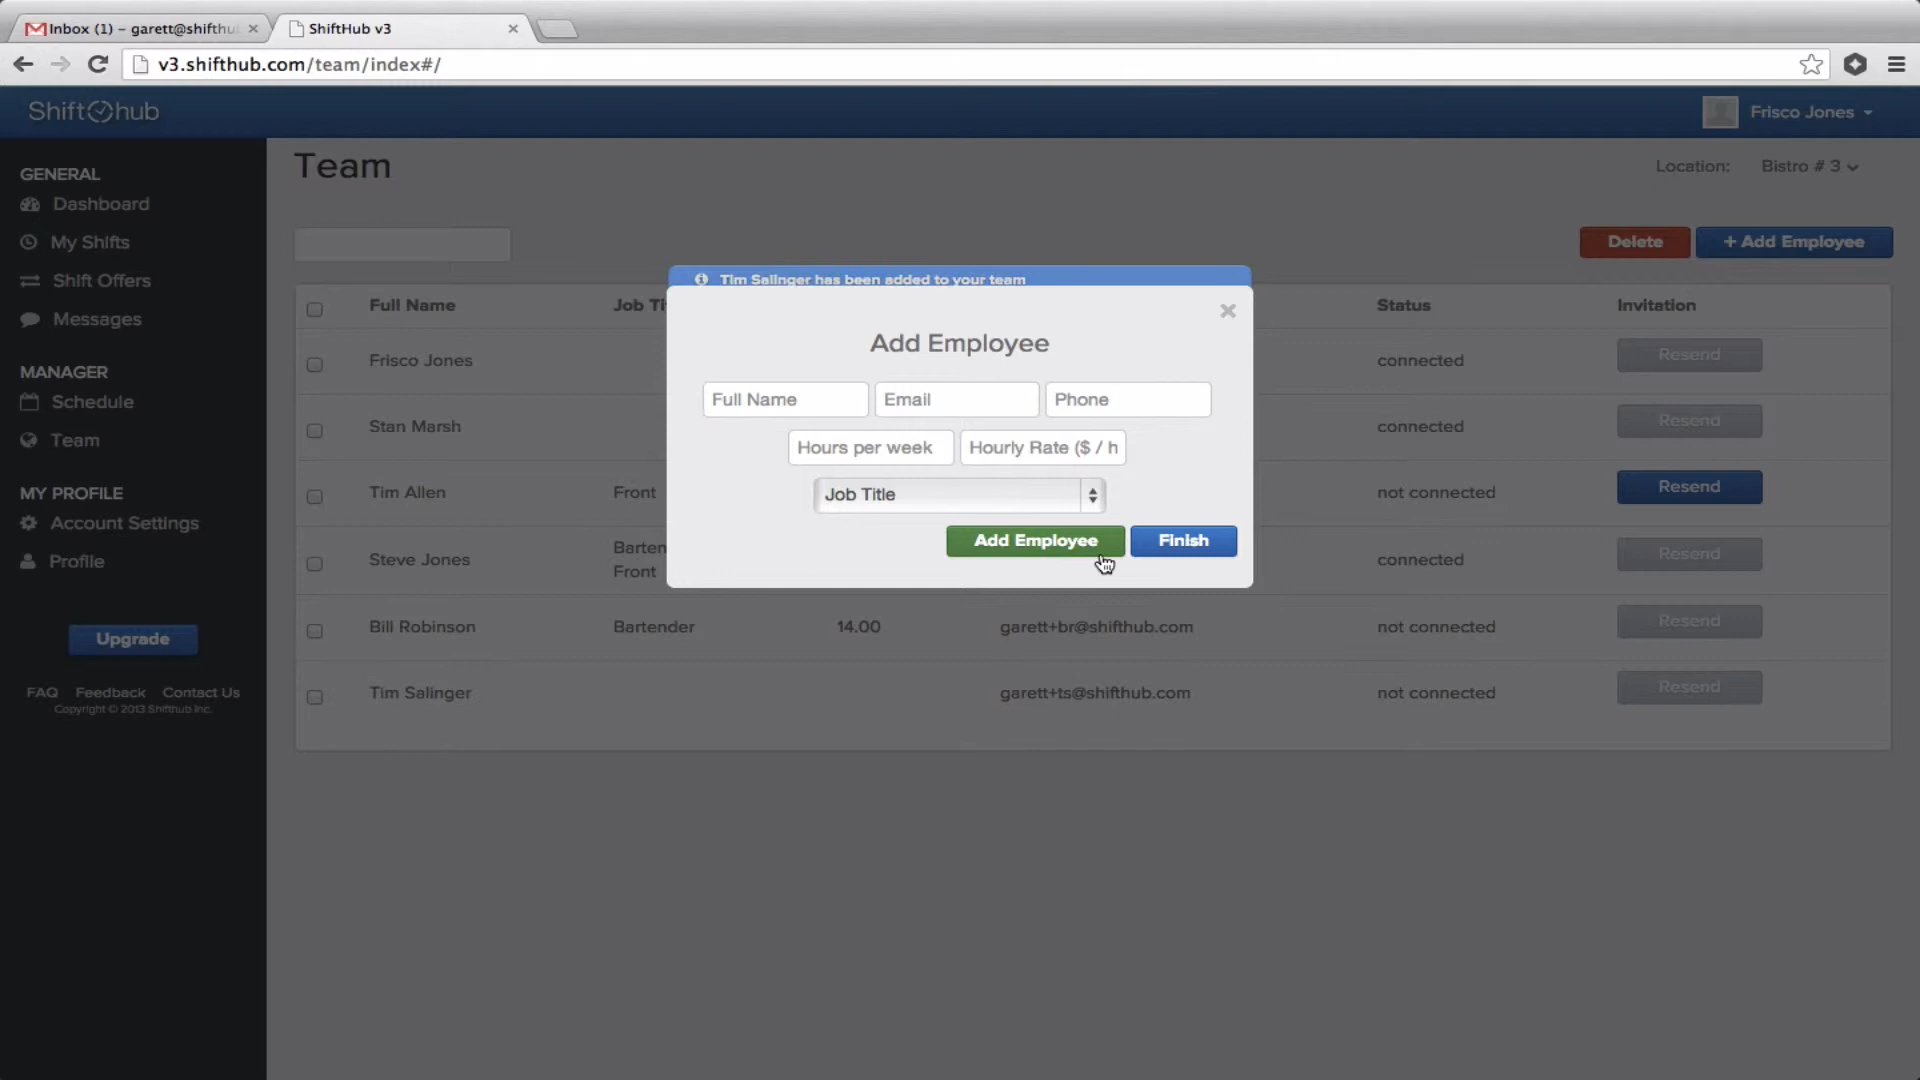 Inbox (1) – garett@shifthu
ShiftHub v3
v3.shifthub.com/team/index#/
Shift hub
Frisco Jones
GENERAL
Dashboard
My Shifts
Shift Offers
Messages
MANAGER
Schedule
Team
MY PROFILE
Account Settings
Profile
Upgrade
FAQ Feedback Contact Us
Copyright © 2013 Shifthub Inc.
Team
Location: Bistro # 3
Delete
+ Add Employee
Full Name Job Ti Status Invitation
Frisco Jones connected Resend
Stan Marsh connected Resend
Tim Allen Front not connected Resend
Steve Jones Barten Front connected Resend
Bill Robinson Bartender 14.00 garett+br@shifthub.com not connected Resend
Tim Salinger garett+ts@shifthub.com not connected Resend
Tim Salinger has been added to your team
Add Employee
Full Name Email Phone
Hours per week Hourly Rate ($ / h
Job Title
Add Employee Finish